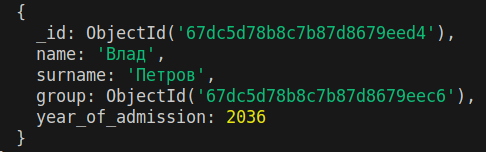 {
_id: ObjectId('67dc5d78b8c7b87d8679eed4'),
name: 'Влад',
surname: 'Петров',
group: ObjectId('67dc5d78b8c7b87d8679eec6'),
year_of_admission: 2036
}